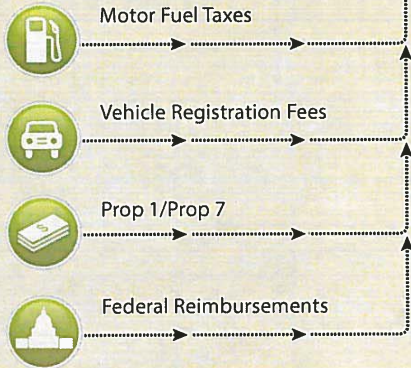 Motor Fuel Taxes
Vehicle Registration Fees
Prop 1/Prop 7
$
Federal Reimbursements